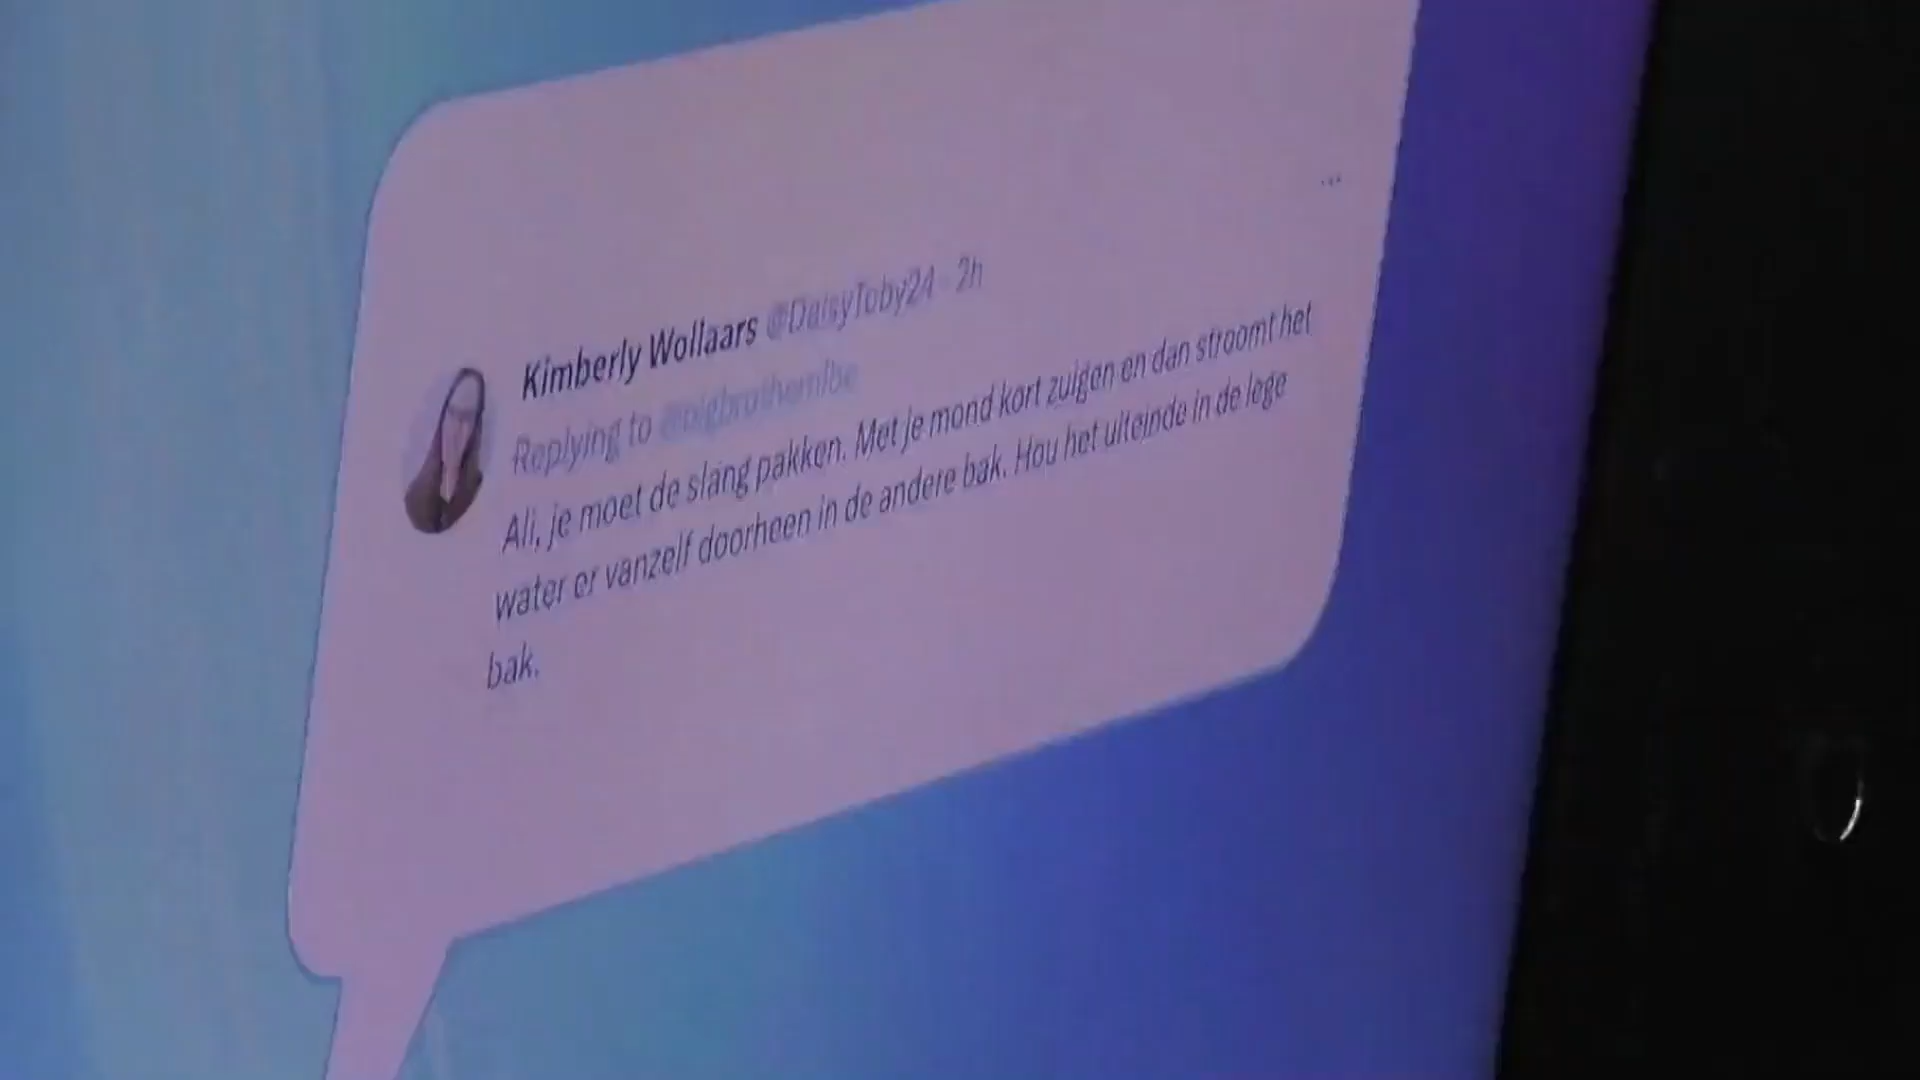 Kimberly Wollaars @DaisyToby24 · 2h
Replying to
Ali, je moet de slang pakken. Met je mond kort zuigen en dan stroomt het
water er vanzelf doorheen in de andere bak. Hou het uiteinde in de lege
bak.